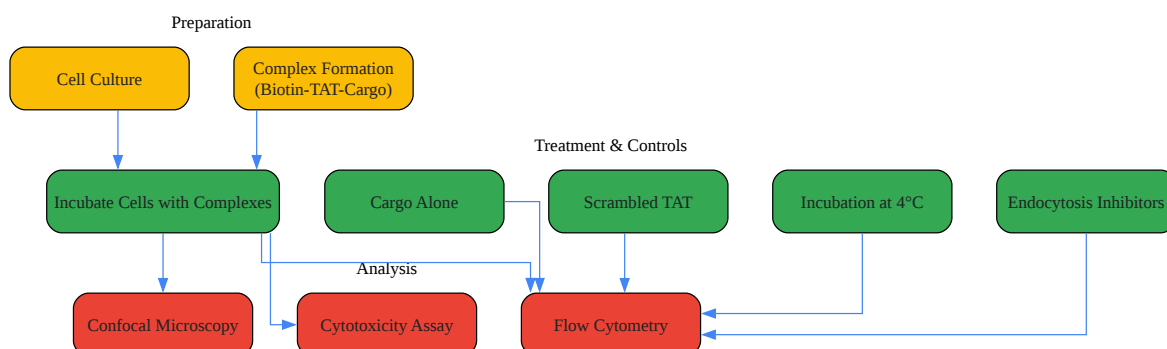 Preparation
Cell Culture
Complex Formation
(Biotin-TAT-Cargo)
Treatment & Controls
Incubate Cells with Complexes
Cargo Alone
Scrambled TAT
Incubation at 4°C
Endocytosis Inhibitors
Analysis
Confocal Microscopy
Cytotoxicity Assay
Flow Cytometry